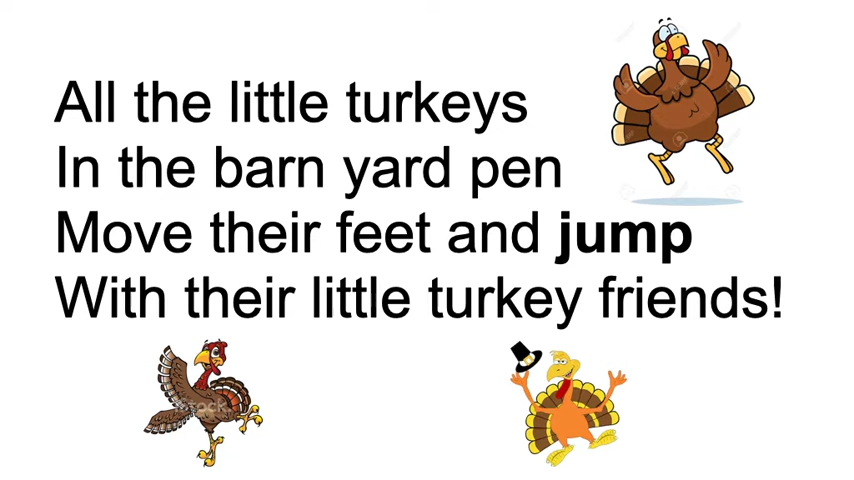 All the little turkeys
In the barn yard pen
Move their feet and jump
With their little turkey friends!
iStock